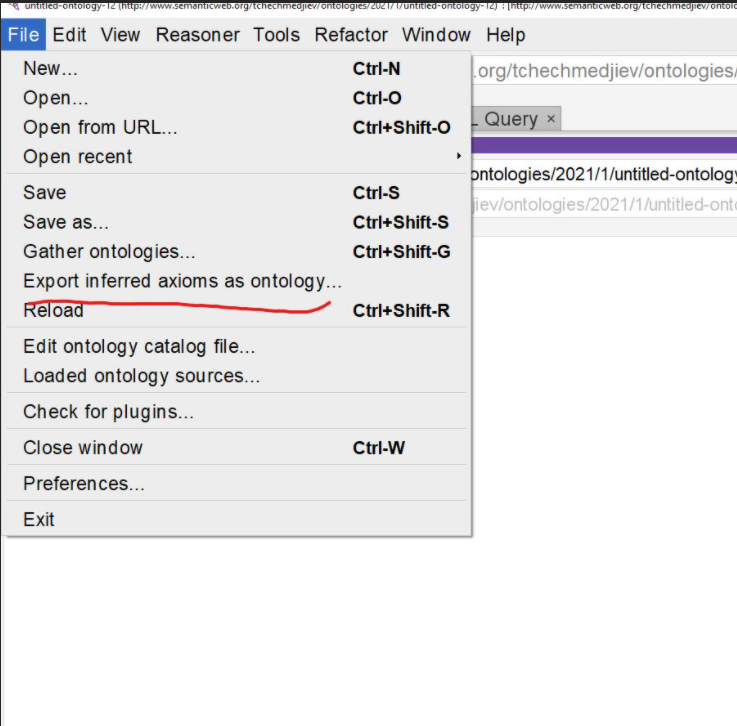 untitled-ontology-12 (http://www.semanticweb.org/tchechmedjiev/ontologies/2021/1/untitled-ontology-12) : [http://www.semanticweb.org/tchechmedjiev/ontolo
File Edit View Reasoner Tools Refactor Window Help
New... Ctrl-N
.org/tchechmedjiev/ontologies/
Open... Ctrl-O
Open from URL... Ctrl+Shift-O
L Query ×
Open recent
ontologies/2021/1/untitled-ontology
Save Ctrl-S
jiev/ontologies/2021/1/untitled-onto
Save as... Ctrl+Shift-S
Gather ontologies... Ctrl+Shift-G
Export inferred axioms as ontology...
Reload Ctrl+Shift-R
Edit ontology catalog file...
Loaded ontology sources...
Check for plugins...
Close window Ctrl-W
Preferences...
Exit